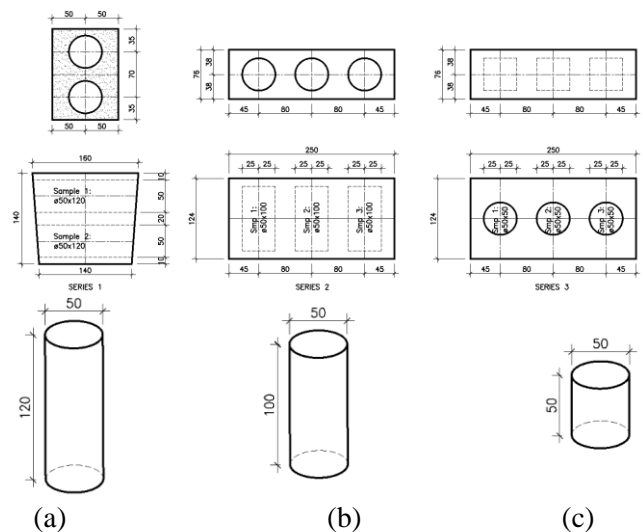 50 50
35
70
35
50 50
160
Sample 1:
ø50x120
Sample 2:
ø50x120
140
10
50
20
50
10
140
SERIES 1
76
38
38
45 80 80 45
250
25 25 25 25 25 25
124
Smp 1:
ø50x100
Smp 2:
ø50x100
Smp 3:
ø50x100
45 80 80 45
SERIES 2
76
38
38
45 80 80 45
250
25 25 25 25 25 25
124
Smp 1:
ø50x50
Smp 2:
ø50x50
Smp 3:
ø50x50
45 80 80 45
SERIES 3
50
120
50
100
50
50
(a) (b) (c)